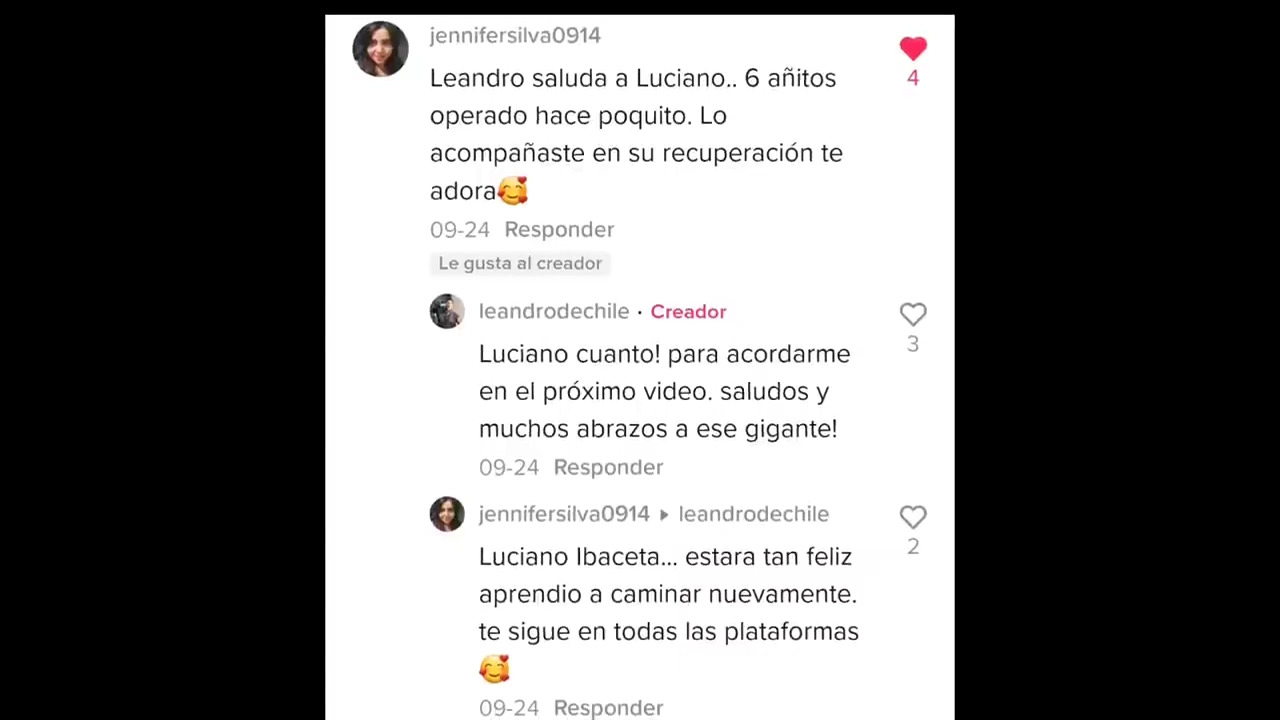 jennifersilva0914
Leandro saluda a Luciano.. 6 añitos
operado hace poquito. Lo
acompañaste en su recuperación te
adora🥰
4
09-24 Responder
Le gusta al creador
leandrodechile · Creador
Luciano cuanto! para acordarme
en el próximo video. saludos y
muchos abrazos a ese gigante!
3
09-24 Responder
jennifersilva0914 ▸ leandrodechile
Luciano Ibaceta... estara tan feliz
aprendio a caminar nuevamente.
te sigue en todas las plataformas
🥰
2
09-24 Responder